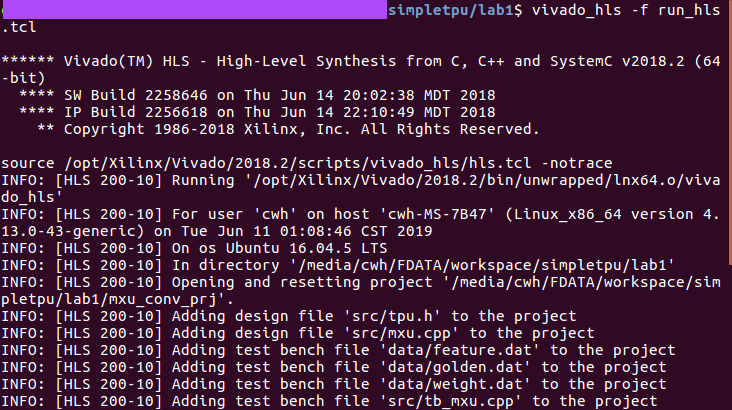 simpletpu/lab1$ vivado_hls -f run_hls
.tcl
****** Vivado(TM) HLS - High-Level Synthesis from C, C++ and SystemC v2018.2 (64
-bit)
**** SW Build 2258646 on Thu Jun 14 20:02:38 MDT 2018
**** IP Build 2256618 on Thu Jun 14 22:10:49 MDT 2018
** Copyright 1986-2018 Xilinx, Inc. All Rights Reserved.
source /opt/Xilinx/Vivado/2018.2/scripts/vivado_hls/hls.tcl -notrace
INFO: [HLS 200-10] Running '/opt/Xilinx/Vivado/2018.2/bin/unwrapped/lnx64.o/viva
do_hls'
INFO: [HLS 200-10] For user 'cwh' on host 'cwh-MS-7B47' (Linux_x86_64 version 4.
13.0-43-generic) on Tue Jun 11 01:08:46 CST 2019
INFO: [HLS 200-10] On os Ubuntu 16.04.5 LTS
INFO: [HLS 200-10] In directory '/media/cwh/FDATA/workspace/simpletpu/lab1'
INFO: [HLS 200-10] Opening and resetting project '/media/cwh/FDATA/workspace/sim
pletpu/lab1/mxu_conv_prj'.
INFO: [HLS 200-10] Adding design file 'src/tpu.h' to the project
INFO: [HLS 200-10] Adding design file 'src/mxu.cpp' to the project
INFO: [HLS 200-10] Adding test bench file 'data/feature.dat' to the project
INFO: [HLS 200-10] Adding test bench file 'data/golden.dat' to the project
INFO: [HLS 200-10] Adding test bench file 'data/weight.dat' to the project
INFO: [HLS 200-10] Adding test bench file 'src/tb_mxu.cpp' to the project